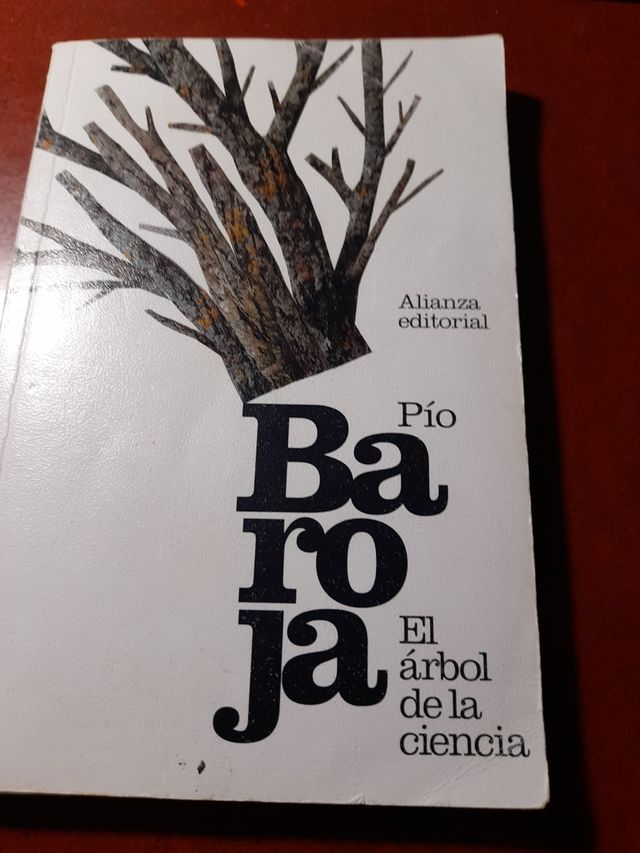 Alianza
editorial
Pío
Ba
ro
ja
El
árbol
de la
ciencia